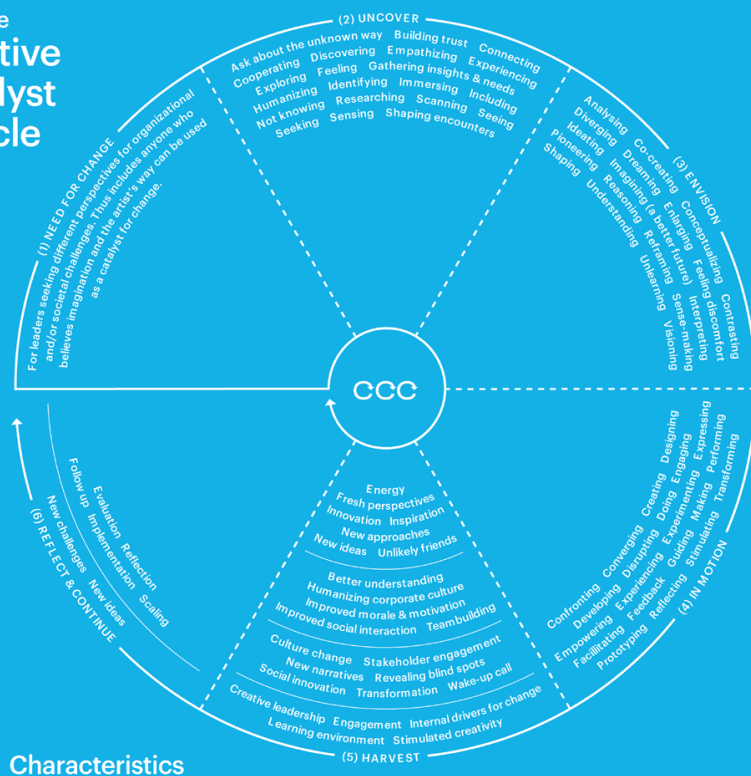 e
tive
lyst
cle
(1) NEED FOR CHANGE
For leaders seeking different perspectives for organizational
and/or societal challenges. Thus includes anyone who
believes imagination and the artist's way can be used
as a catalyst for change.
(2) UNCOVER
Ask about the unknown way Building trust Connecting
Cooperating Discovering Empathizing Experiencing
Exploring Feeling Gathering insights & needs
Humanizing Identifying Immersing Including
Not knowing Researching Scanning Seeing
Seeking Sensing Shaping encounters
(3) ENVISION
Analysing Co-creating Conceptualizing Contrasting
Diverging Dreaming Enlarging Feeling discomfort
Ideating Imagining (a better future) Interpreting
Pioneering Reasoning Reframing Sense-making
Shaping Understanding Unlearning Visioning
CCC
Confronting Converging Creating Designing
Developing Disrupting Doing Engaging
Empowering Experiencing Experimenting Expressing
Facillitating Feedback Guiding Making Performing
Prototyping Reflecting Stimulating Transforming
(4) IN MOTION
Energy
Fresh perspectives
Innovation Inspiration
New approaches
New ideas Unlikely friends
Better understanding
Humanizing corporate culture
Improved morale & motivation
Improved social interaction Teambuilding
Culture change Stakeholder engagement
New narratives Revealing blind spots
Social innovation Transformation Wake-up call
Creative leadership Engagement Internal drivers for change
Learning environment Stimulated creativity
(5) HARVEST
Evaluation Reflection
Follow up Implementation Scaling
New challenges New ideas
(6) REFLECT & CONTINUE
Characteristics